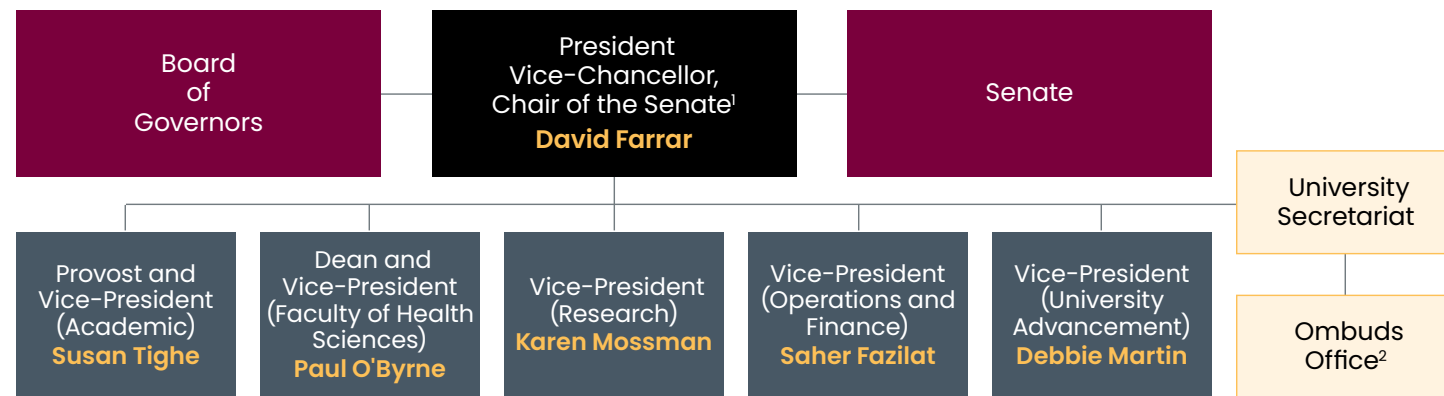 Board
of
Governors
President
Vice-Chancellor,
Chair of the Senate¹
David Farrar
Senate
University
Secretariat
Provost and
Vice-President
(Academic)
Susan Tighe
Dean and
Vice-President
(Faculty of Health
Sciences)
Paul O'Byrne
Vice-President
(Research)
Karen Mossman
Vice-President
(Operations and
Finance)
Saher Fazilat
Vice-President
(University
Advancement)
Debbie Martin
Ombuds
Office²